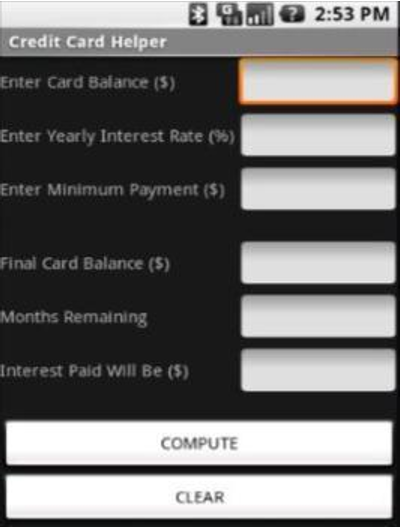 2:53 PM
Credit Card Helper
Enter Card Balance ($)
Enter Yearly Interest Rate (%)
Enter Minimum Payment ($)
Final Card Balance ($)
Months Remaining
Interest Paid Will Be ($)
COMPUTE
CLEAR